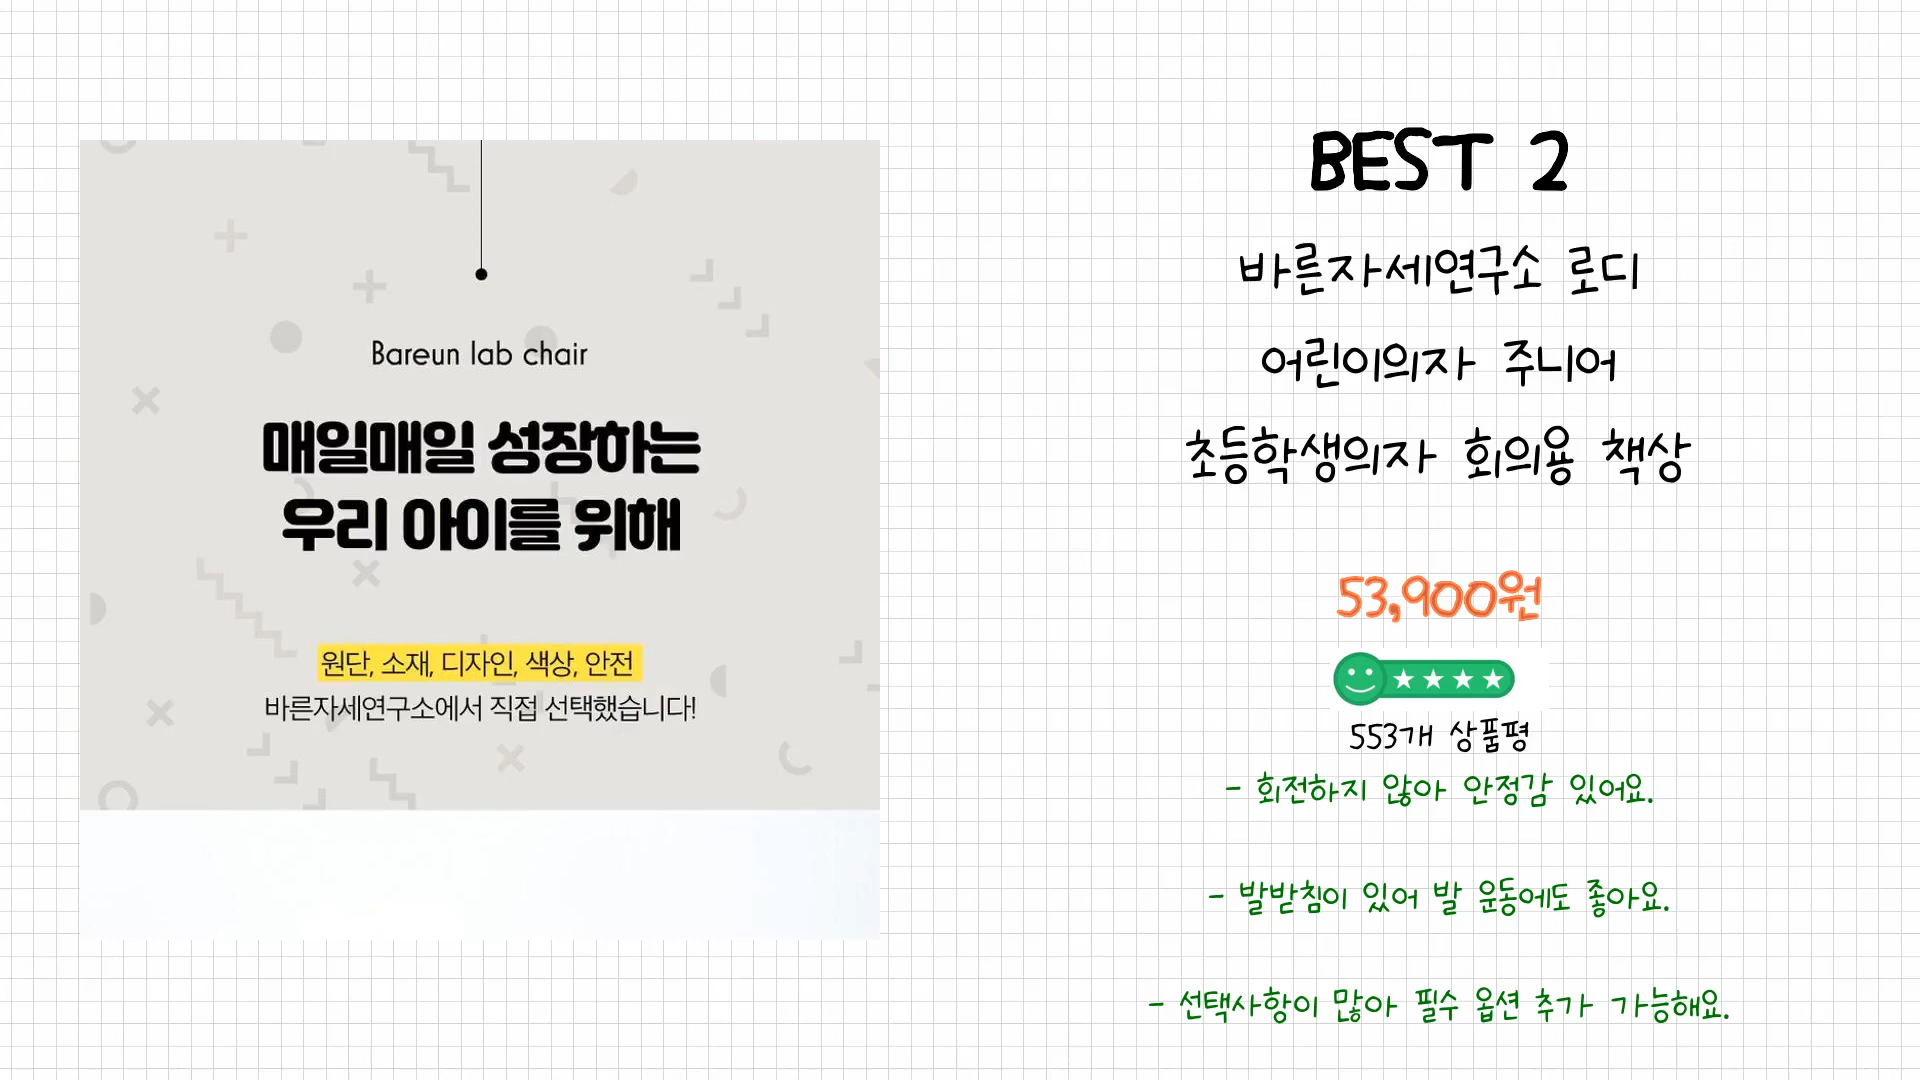 Bareun lab chair
매일매일 성장하는
우리 아이를 위해
원단, 소재, 디자인, 색상, 안전
바른자세연구소에서 직접 선택했습니다!
BEST 2
바른자세연구소 로디
어린이의자 주니어
초등학생의자 회의용 책상
53,900원
553개 상품평
- 회전하지 않아 안정감 있어요.
- 발받침이 있어 발 운동에도 좋아요.
- 선택사항이 많아 필수 옵션 추가 가능해요.